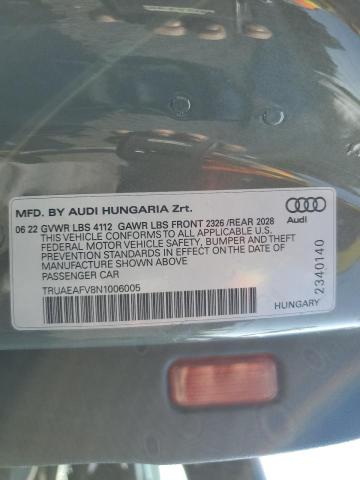 MFD. BY AUDI HUNGARIA Zrt.
06 22 GVWR LBS 4112 GAWR LBS FRONT 2326 /REAR 2028
THIS VEHICLE CONFORMS TO ALL APPLICABLE U.S.
FEDERAL MOTOR VEHICLE SAFETY, BUMPER AND THEFT
PREVENTION STANDARDS IN EFFECT ON THE DATE OF
MANUFACTURE SHOWN ABOVE
PASSENGER CAR
TRUAEAFV8N1006005
Audi
2340140
HUNGARY